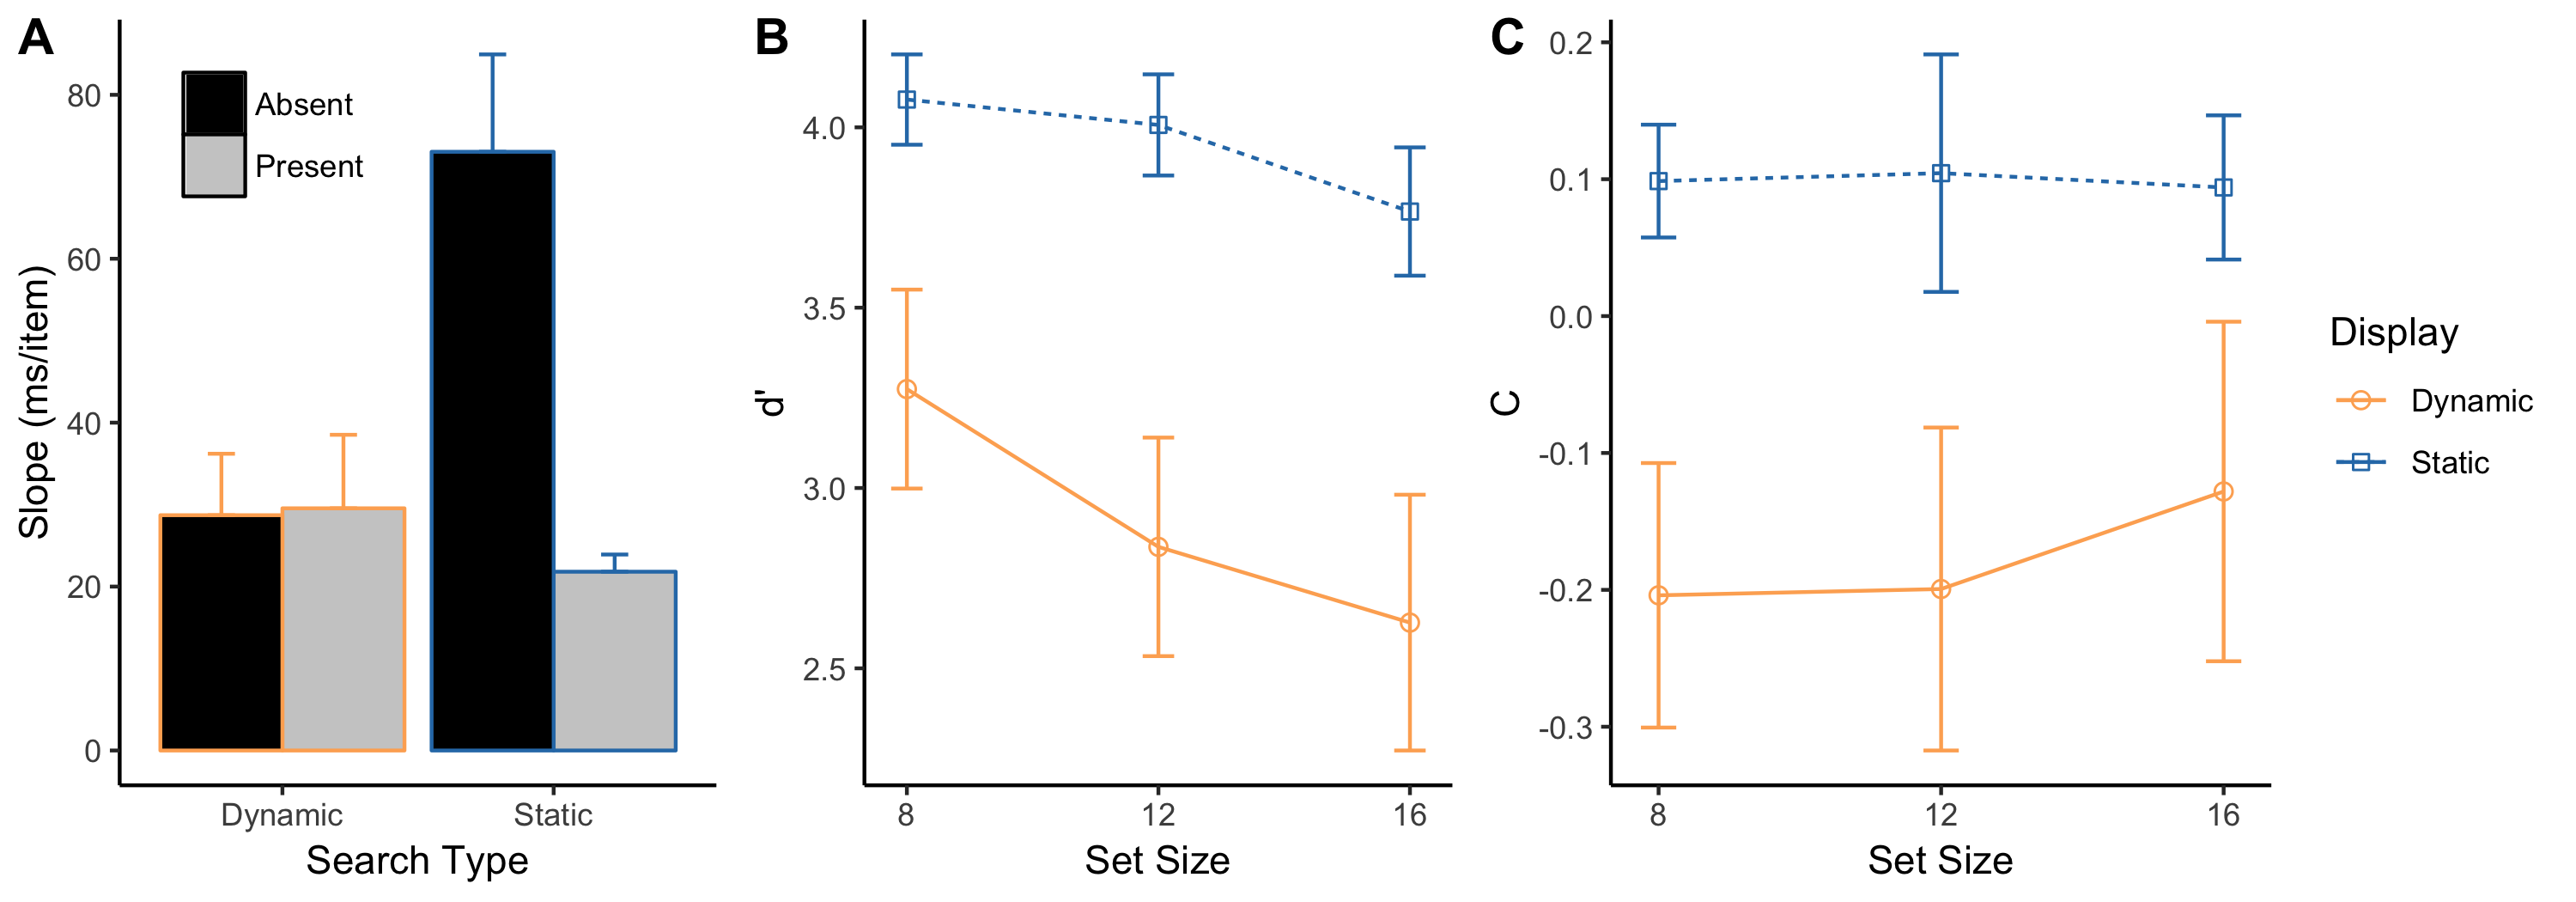 A
Absent
Present
80
60
40
20
0
Slope (ms/item)
Dynamic
Static
Search Type
B
4.0
3.5
3.0
2.5
d'
8
12
16
Set Size
C
0.2
0.1
0.0
-0.1
-0.2
-0.3
C
8
12
16
Set Size
Display
Dynamic
Static